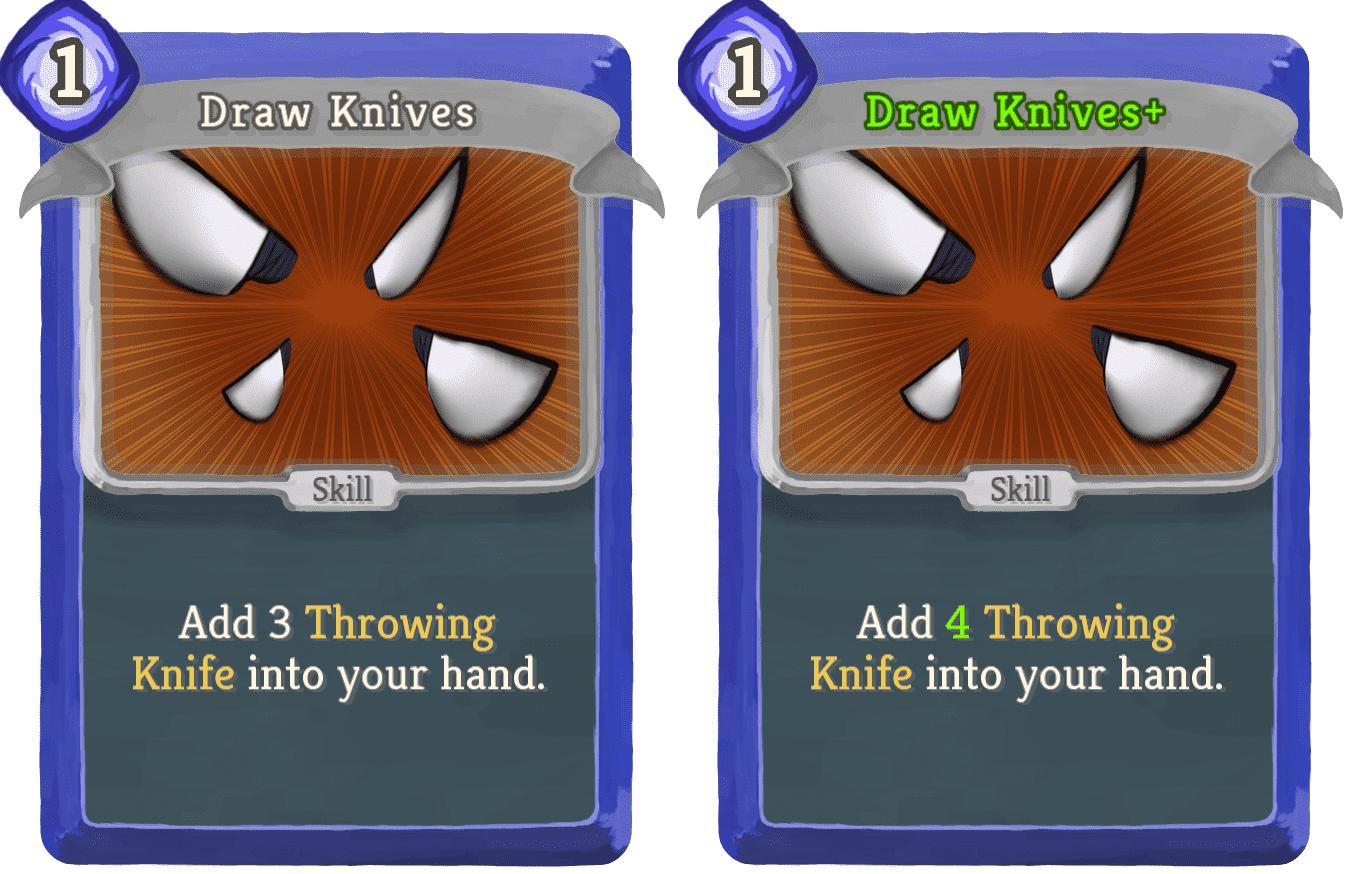 1
Draw Knives
Skill
Add 3 Throwing
Knife into your hand.
1
Draw Knives+
Skill
Add 4 Throwing
Knife into your hand.